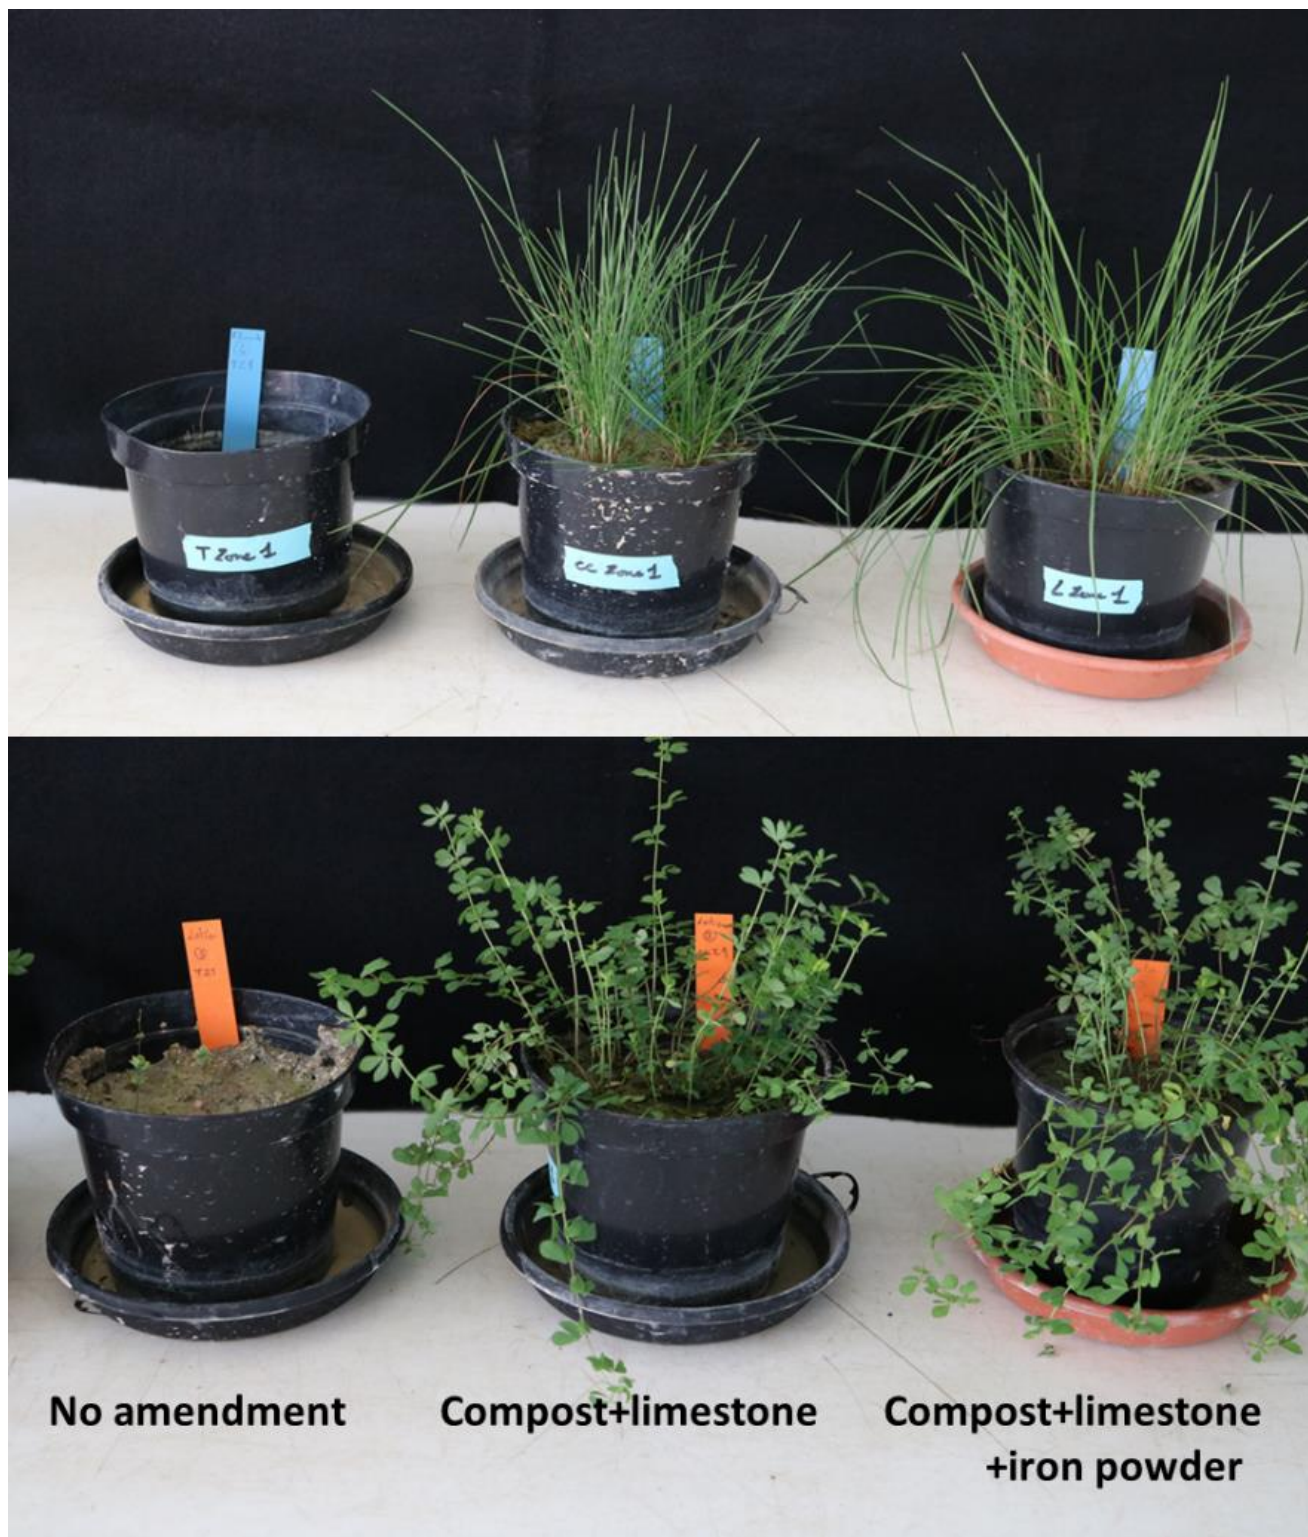 T Zone 1
CC Zone 1
L Zone 1
No amendment
Compost+limestone
Compost+limestone
+iron powder